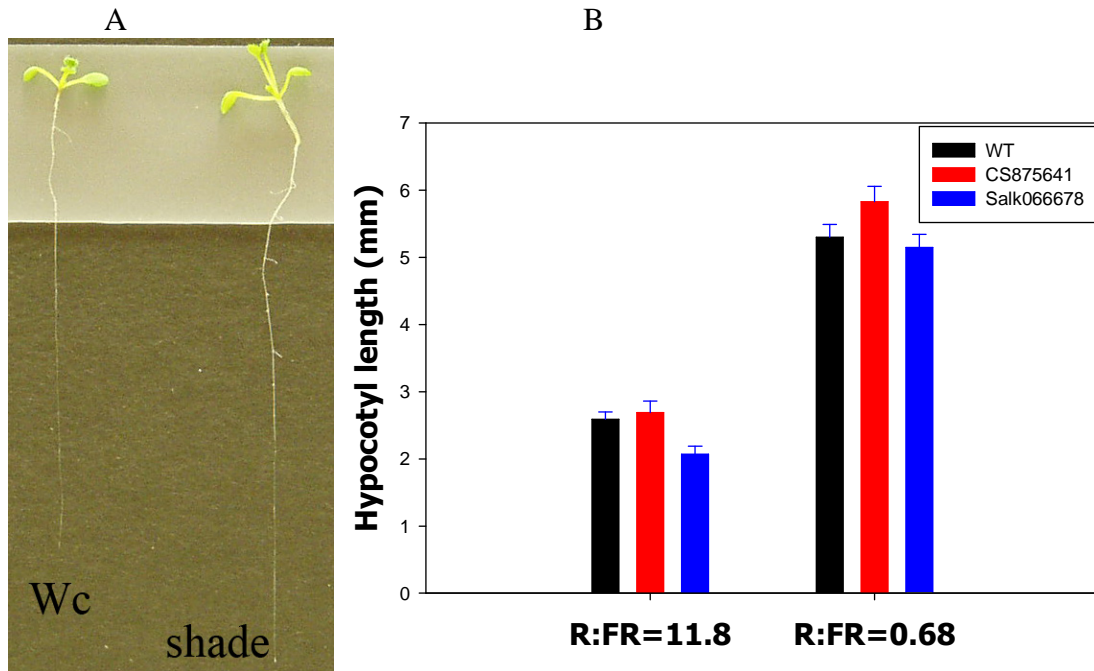 A
B
Wc
shade
Hypocotyl length (mm)
7
6
5
4
3
2
1
0
WT
CS875641
Salk066678
R:FR=11.8
R:FR=0.68